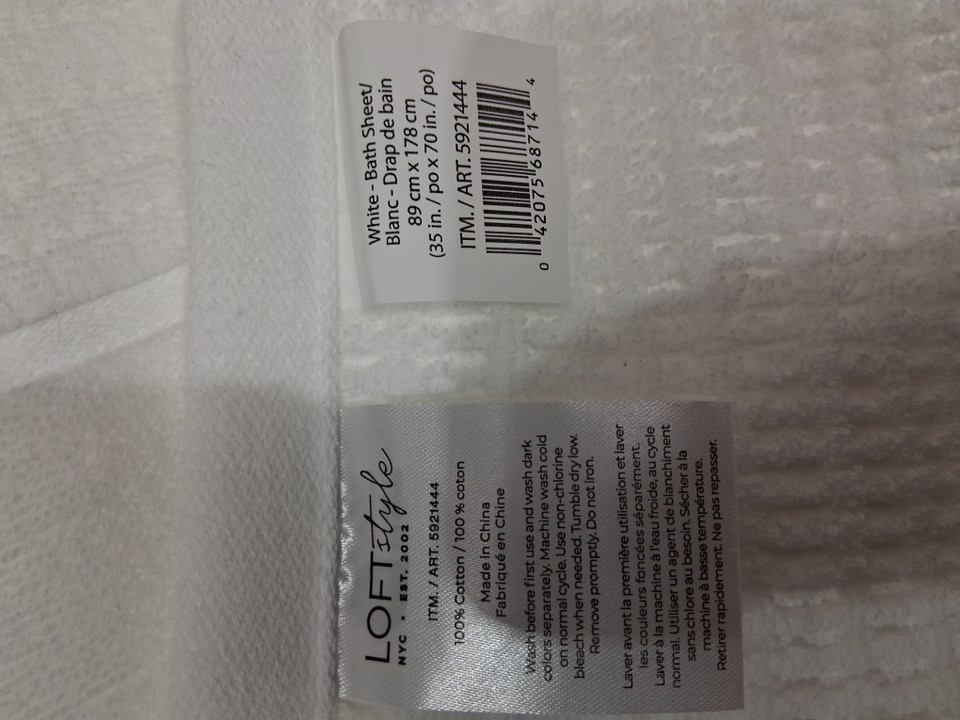 White - Bath Sheet/
Blanc - Drap de bain
89 cm x 178 cm
(35 in. / po x 70 in. / po)
ITM. / ART. 5921444
0 42075 68714 4
LOFTstyle
NYC • EST. 2002
ITM. / ART. 5921444
100% Cotton / 100 % coton
Made in China
Fabriqué en Chine
Wash before first use and wash dark
colors separately. Machine wash cold
on normal cycle. Use non-chlorine
bleach when needed. Tumble dry low.
Remove promptly. Do not iron.
Laver avant la première utilisation et laver
les couleurs foncées séparément.
Laver à la machine à l'eau froide, au cycle
normal. Utiliser un agent de blanchiment
sans chlore au besoin. Sécher à la
machine à basse température.
Retirer rapidement. Ne pas repasser.